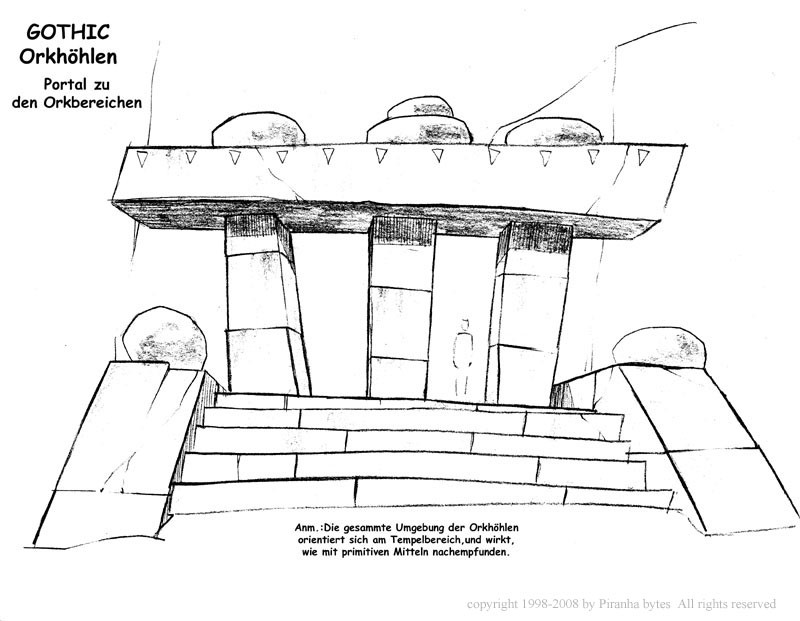 GOTHIC
Orkhöhlen
Portal zu
den Orkbereichen
Anm.:Die gesammte Umgebung der Orkhöhlen
orientiert sich am Tempelbereich,und wirkt,
wie mit primitiven Mitteln nachempfunden.
copyright 1998-2008 by Piranha bytes All rights reserved